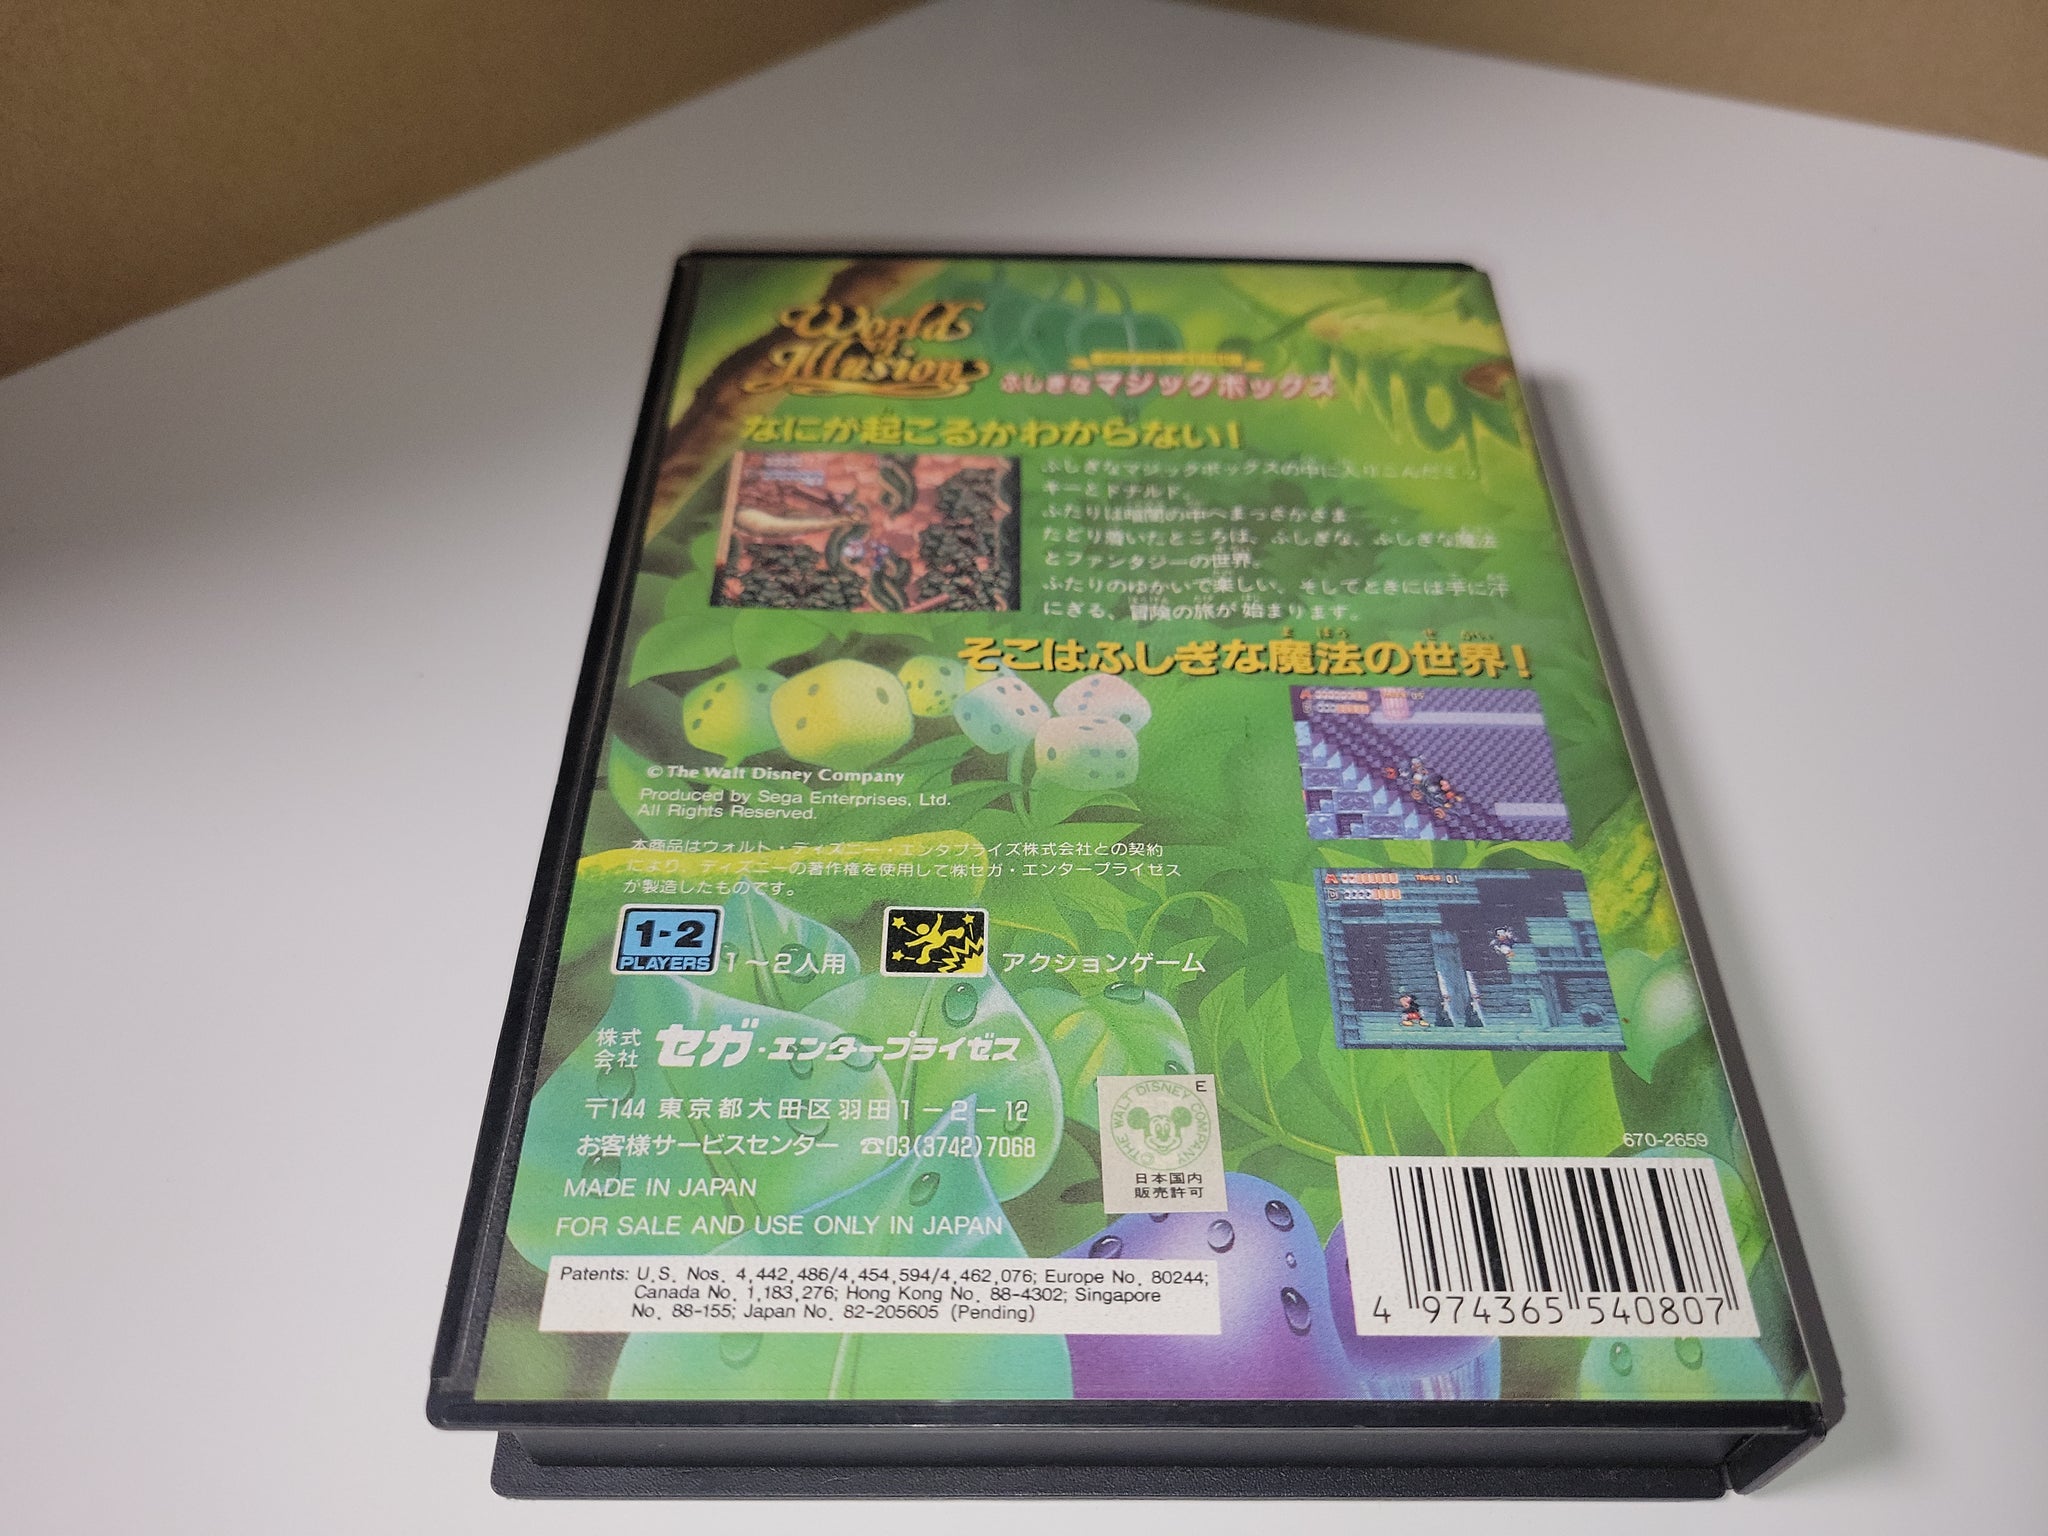 World
of
Illusion
ふしぎなマジックボックス
なにが起こるかわからない!
ふしぎなマジックボックスの中に入りこんだミッ
キーとドナルド。
ふたりは暗闇の中へまっさかさま
たどり着いたところは、ふしぎな、ふしぎな魔法
とファンタジーの世界。
ふたりのゆかいで楽しい、そしてときには手に汗
にぎる、冒険の旅が始まります。
そこはふしぎな魔法の世界!
© The Walt Disney Company
Produced by Sega Enterprises, Ltd.
All Rights Reserved.
本商品はウォルト・ディズニー・エンタプライズ株式会社との契約
により、ディズニーの著作権を使用して㈱セガ・エンタープライゼス
が製造したものです。
1-2
PLAYERS
1〜2人用
アクションゲーム
株式
会社
セガ・エンタープライゼス
〒144 東京都大田区羽田1-2-12
お客様サービスセンター ☎03(3742)7068
MADE IN JAPAN
FOR SALE AND USE ONLY IN JAPAN
E
© THE WALT DISNEY COMPANY
日本国内
販売許可
670-2659
Patents: U.S. Nos. 4,442,486/4,454,594/4,462,076; Europe No. 80244;
Canada No. 1,183,276; Hong Kong No. 88-4302; Singapore
No. 88-155; Japan No. 82-205605 (Pending)
4 974365 540807